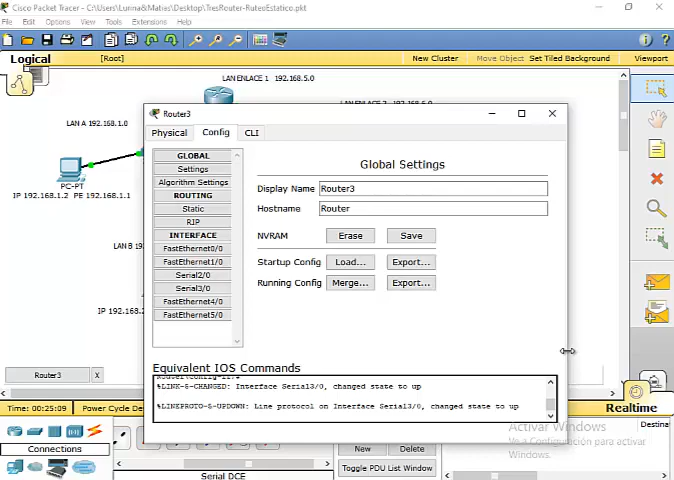 Cisco Packet Tracer - C:\Users\Lurina&Matias\Desktop\TresRouter-RuteoEstatico.pkt
File Edit Options View Tools Extensions Help
Logical [Root] New Cluster Move Object Set Tiled Background Viewport
LAN ENLACE 1 192.168.5.0
LAN A 192.168.1.0
PC-PT
IP 192.168.1.2 PE 192.168.1.1
LAN B
IP 192.168.
Router3
Physical Config CLI
GLOBAL
Settings
Algorithm Settings
ROUTING
Static
RIP
INTERFACE
FastEthernet0/0
FastEthernet1/0
Serial2/0
Serial3/0
FastEthernet4/0
FastEthernet5/0
Global Settings
Display Name Router3
Hostname Router
NVRAM Erase Save
Startup Config Load... Export...
Running Config Merge... Export...
Equivalent IOS Commands
%LINK-5-CHANGED: Interface Serial3/0, changed state to up
%LINEPROTO-5-UPDOWN: Line protocol on Interface Serial3/0, changed state to up
Router3 X
Time: 00:25:09 Power Cycle De
Realtime
Connections
New Delete
Toggle PDU List Window
Serial DCE
Destina
Activar Windows
Ve a Configuración para activar
Windows.